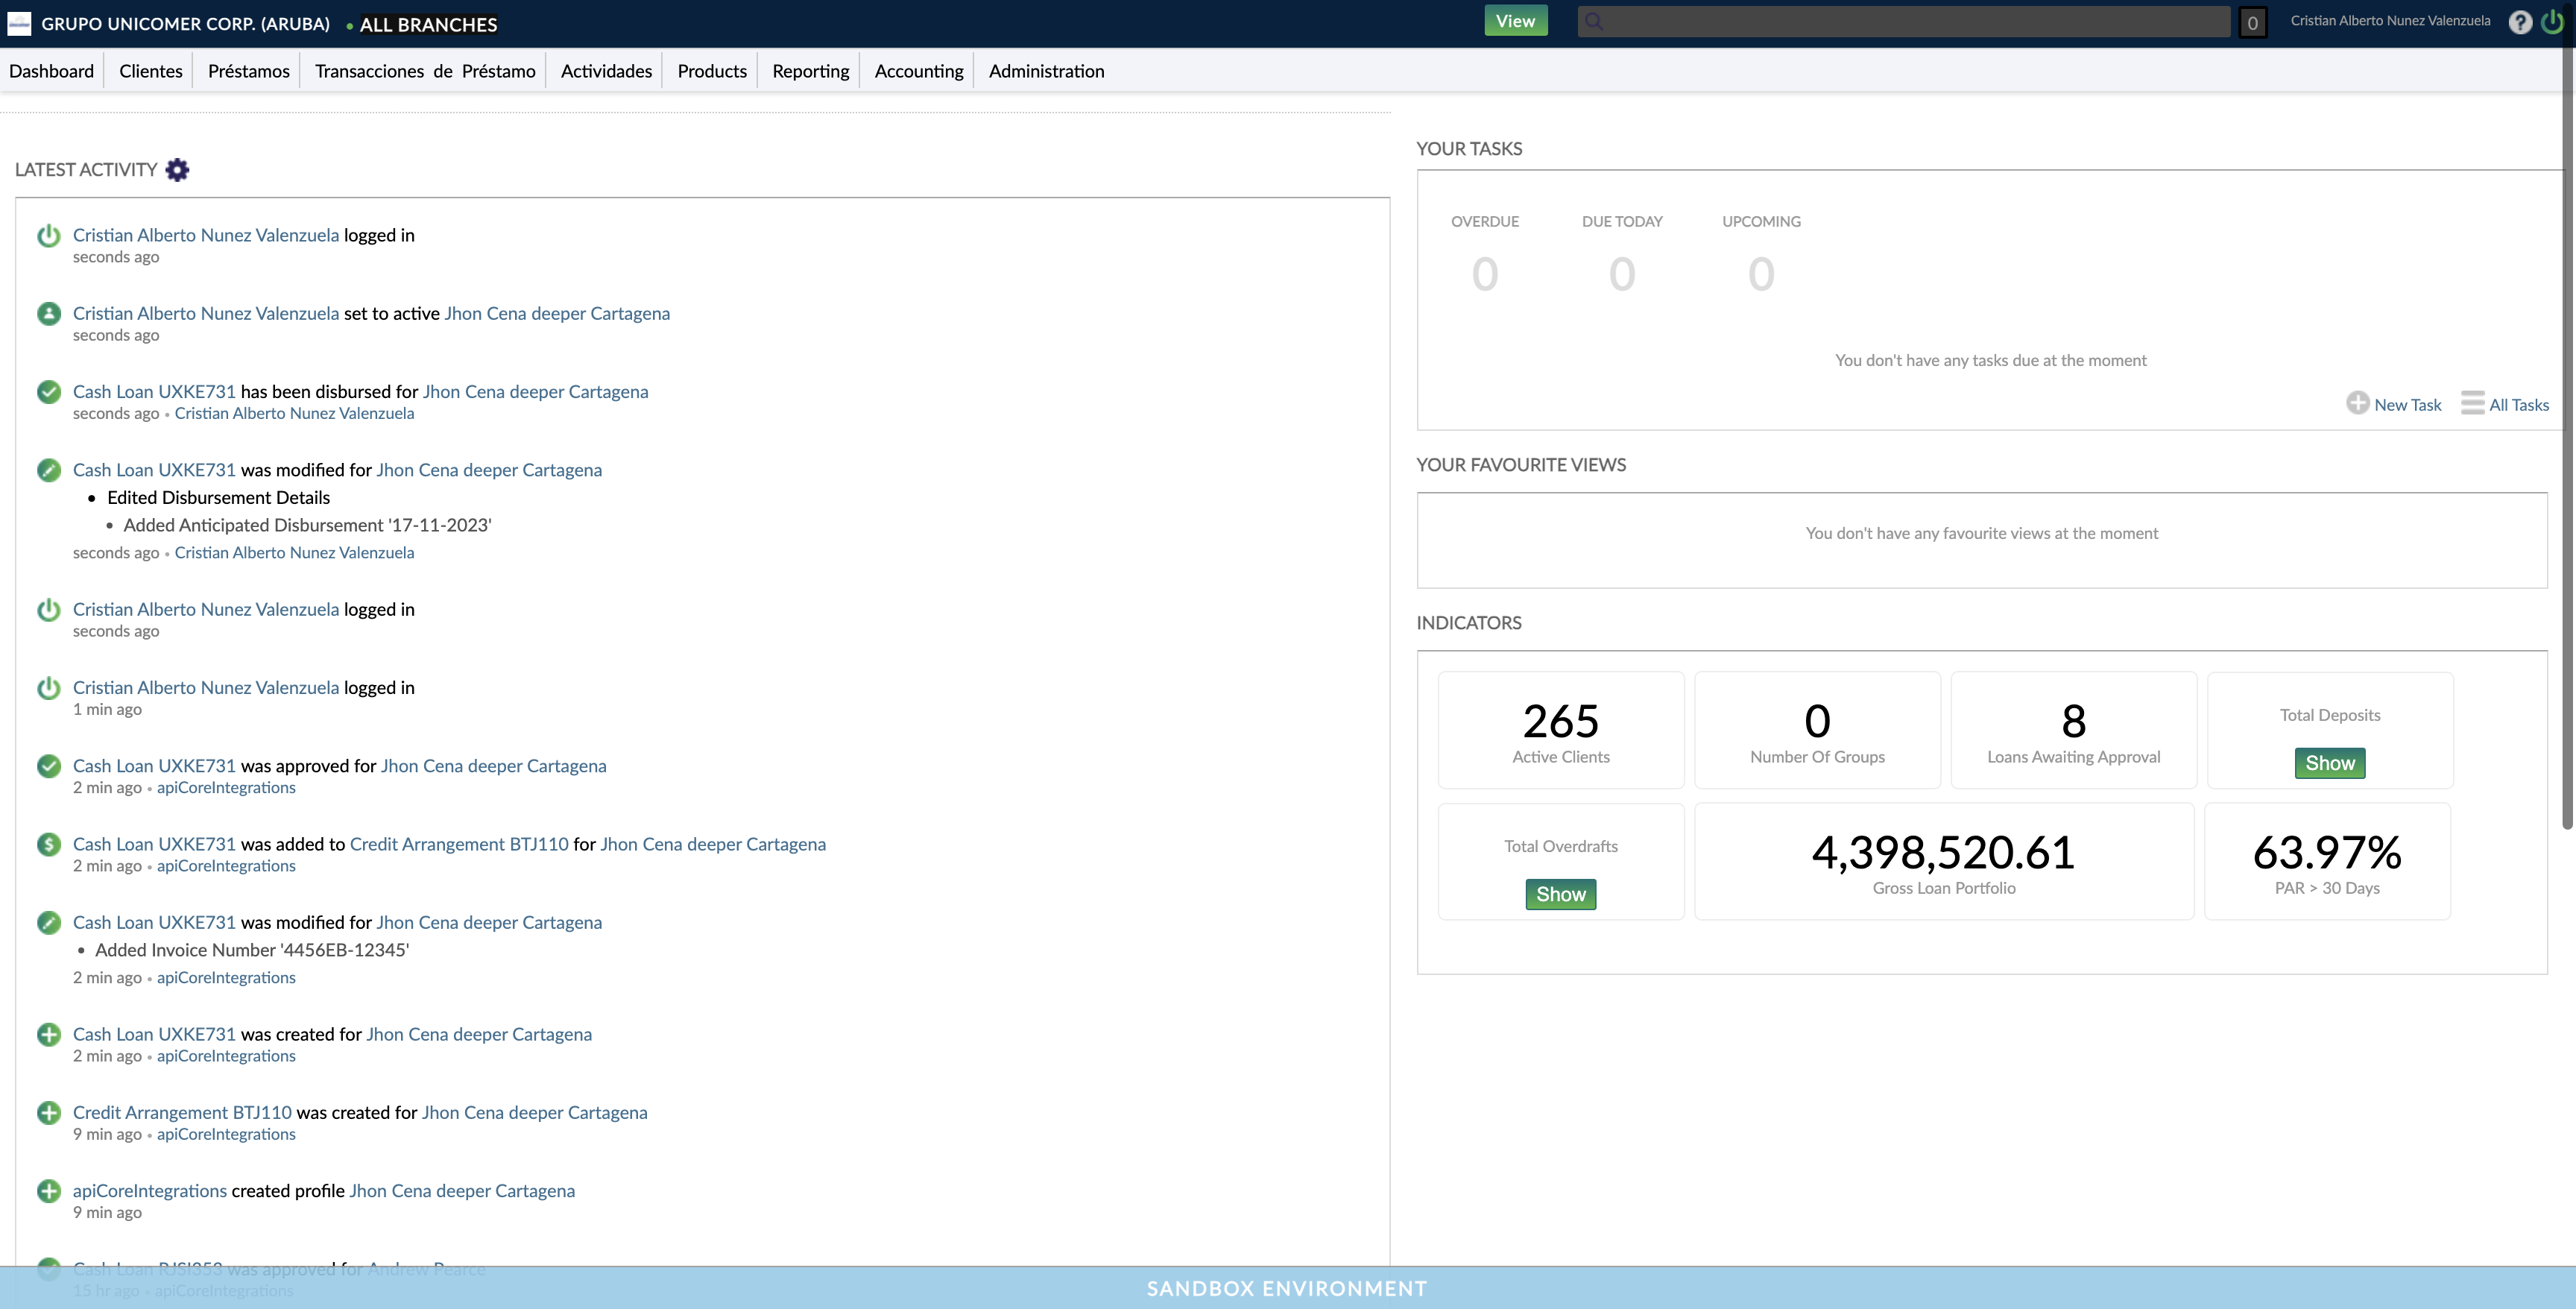 GRUPO UNICOMER CORP. (ARUBA) • ALL BRANCHES
View
0
Cristian Alberto Nunez Valenzuela
Dashboard
Clientes
Préstamos
Transacciones de Préstamo
Actividades
Products
Reporting
Accounting
Administration
LATEST ACTIVITY
Cristian Alberto Nunez Valenzuela logged in
seconds ago
Cristian Alberto Nunez Valenzuela set to active Jhon Cena deeper Cartagena
seconds ago
Cash Loan UXKE731 has been disbursed for Jhon Cena deeper Cartagena
seconds ago • Cristian Alberto Nunez Valenzuela
Cash Loan UXKE731 was modified for Jhon Cena deeper Cartagena
• Edited Disbursement Details
• Added Anticipated Disbursement '17-11-2023'
seconds ago • Cristian Alberto Nunez Valenzuela
Cristian Alberto Nunez Valenzuela logged in
seconds ago
Cristian Alberto Nunez Valenzuela logged in
1 min ago
Cash Loan UXKE731 was approved for Jhon Cena deeper Cartagena
2 min ago • apiCoreIntegrations
Cash Loan UXKE731 was added to Credit Arrangement BTJ110 for Jhon Cena deeper Cartagena
2 min ago • apiCoreIntegrations
Cash Loan UXKE731 was modified for Jhon Cena deeper Cartagena
• Added Invoice Number '4456EB-12345'
2 min ago • apiCoreIntegrations
Cash Loan UXKE731 was created for Jhon Cena deeper Cartagena
2 min ago • apiCoreIntegrations
Credit Arrangement BTJ110 was created for Jhon Cena deeper Cartagena
9 min ago • apiCoreIntegrations
apiCoreIntegrations created profile Jhon Cena deeper Cartagena
9 min ago
Cash Loan RJSI353 was approved for Andrew Pearce
15 hr ago • apiCoreIntegrations
YOUR TASKS
OVERDUE
DUE TODAY
UPCOMING
0
0
0
You don't have any tasks due at the moment
New Task
All Tasks
YOUR FAVOURITE VIEWS
You don't have any favourite views at the moment
INDICATORS
265
Active Clients
0
Number Of Groups
8
Loans Awaiting Approval
Total Deposits
Show
Total Overdrafts
Show
4,398,520.61
Gross Loan Portfolio
63.97%
PAR > 30 Days
SANDBOX ENVIRONMENT